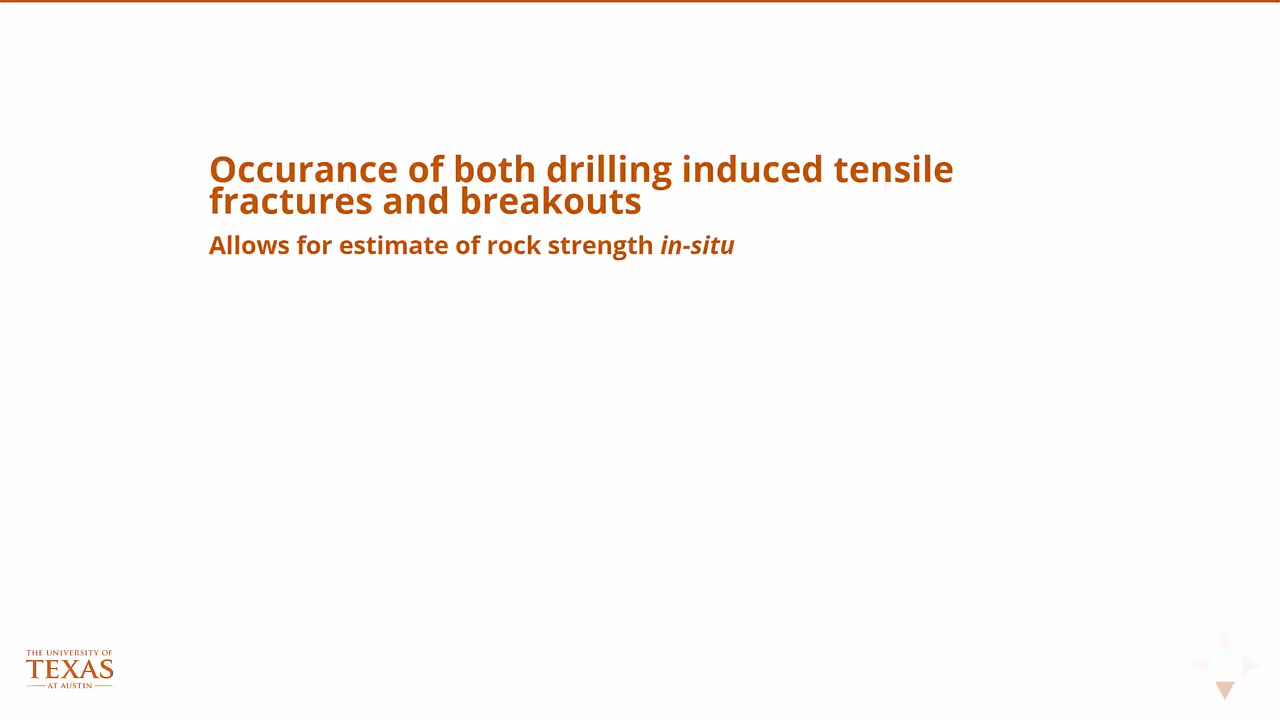 Occurance of both drilling induced tensile
fractures and breakouts
Allows for estimate of rock strength in-situ
THE UNIVERSITY OF
TEXAS
AT AUSTIN